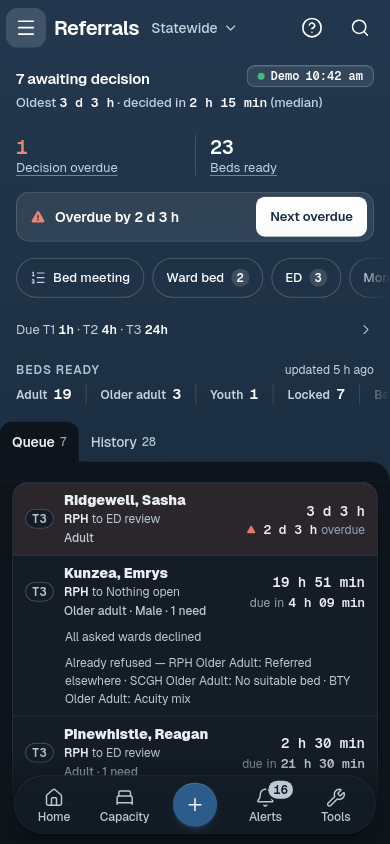 Referrals Statewide
7 awaiting decision
Demo 10:42 am
Oldest 3 d 3 h · decided in 2 h 15 min (median)
1
Decision overdue
23
Beds ready
Overdue by 2 d 3 h
Next overdue
Bed meeting
Ward bed 2
ED 3
Due T1 1h · T2 4h · T3 24h
BEDS READY
updated 5 h ago
Adult 19 Older adult 3 Youth 1 Locked 7
Queue 7
History 28
T3
Ridgewell, Sasha
RPH to ED review
Adult
3 d 3 h
2 d 3 h overdue
T3
Kunzea, Emrys
RPH to Nothing open
Older adult · Male · 1 need
19 h 51 min
due in 4 h 09 min
All asked wards declined
Already refused — RPH Older Adult: Referred
elsewhere · SCGH Older Adult: No suitable bed · BTY
Older Adult: Acuity mix
T3
Pinewhistle, Reagan
RPH to ED review
Adult · 1 need
2 h 30 min
due in 21 h 30 min
Home
Capacity
16
Alerts
Tools